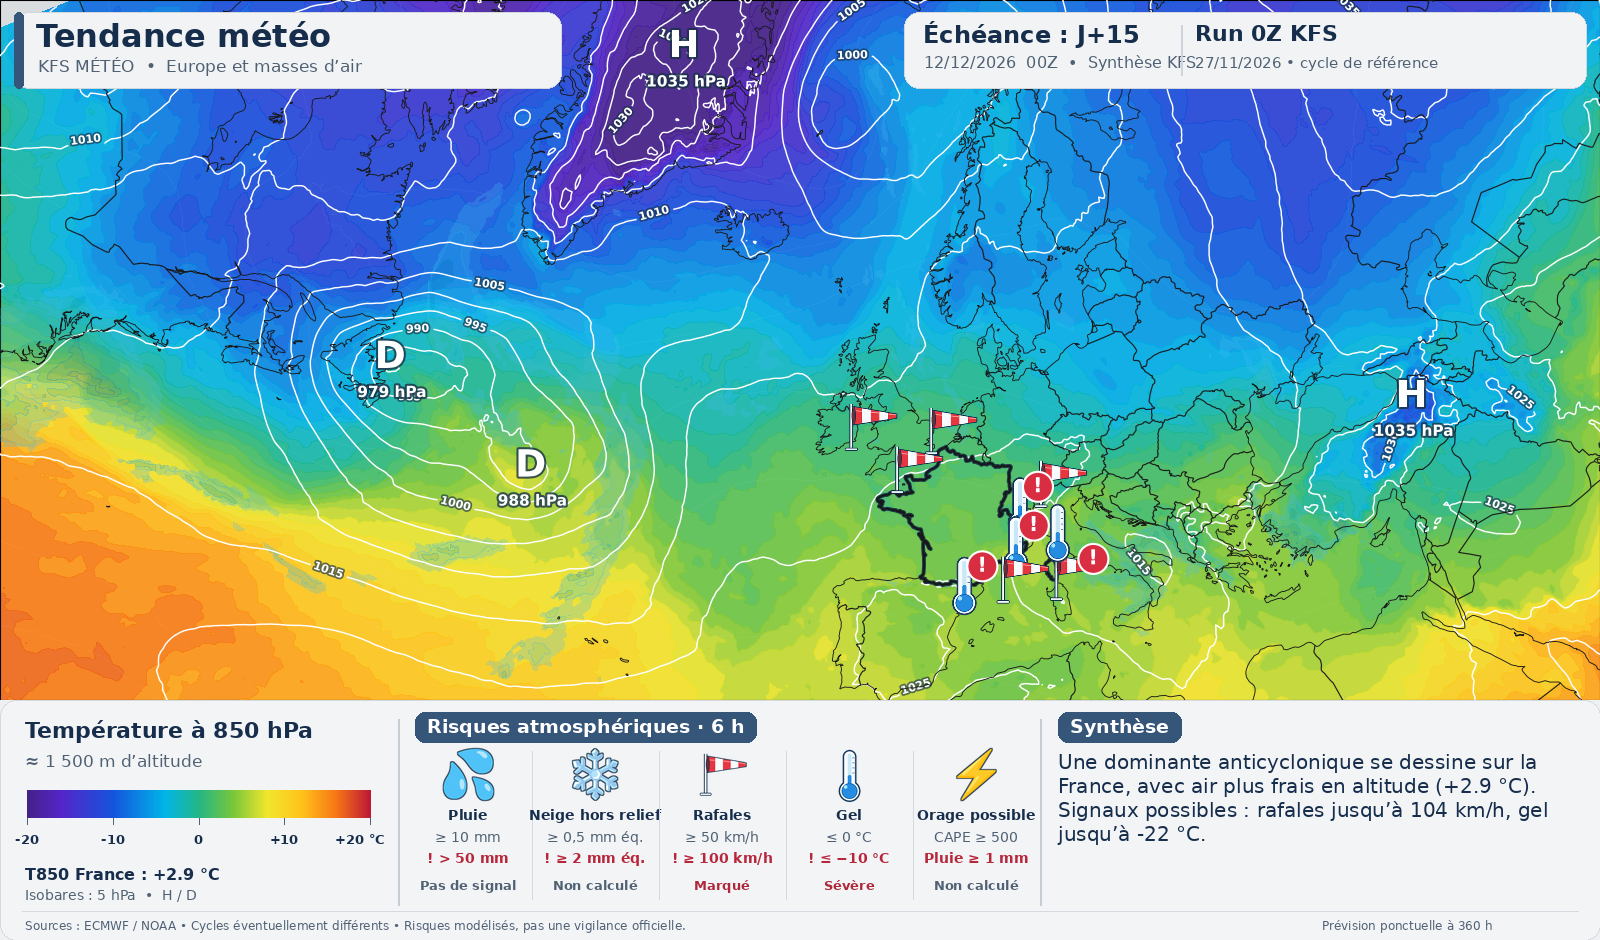 Tendance météo
KFS MÉTÉO • Europe et masses d’air
Échéance : J+15
12/12/2026 00Z • Synthèse KFS
Run 0Z KFS
27/11/2026 • cycle de référence
H
1035 hPa
1030
1010
1010
1005
1000
1005
990
995
D
979 hPa
D
988 hPa
1000
1015
H
1035 hPa
1030
1025
1025
1015
1025
Température à 850 hPa
≈ 1 500 m d’altitude
-20 -10 0 +10 +20 °C
T850 France : +2.9 °C
Isobares : 5 hPa • H / D
Risques atmosphériques · 6 h
Pluie
≥ 10 mm
! > 50 mm
Pas de signal
Neige hors relief
≥ 0,5 mm éq.
! ≥ 2 mm éq.
Non calculé
Rafales
≥ 50 km/h
! ≥ 100 km/h
Marqué
Gel
≤ 0 °C
! ≤ −10 °C
Sévère
Orage possible
CAPE ≥ 500
Pluie ≥ 1 mm
Non calculé
Synthèse
Une dominante anticyclonique se dessine sur la
France, avec air plus frais en altitude (+2.9 °C).
Signaux possibles : rafales jusqu’à 104 km/h, gel
jusqu’à -22 °C.
Sources : ECMWF / NOAA • Cycles éventuellement différents • Risques modélisés, pas une vigilance officielle.
Prévision ponctuelle à 360 h